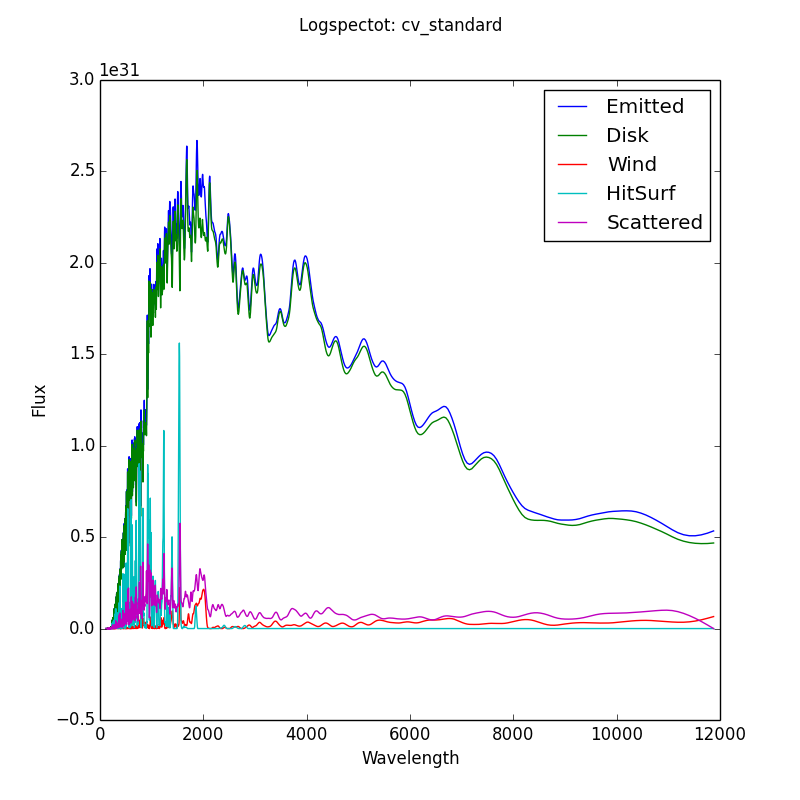 Logspectot: cv_standard
1e31
3.0
2.5
2.0
1.5
1.0
0.5
0.0
−0.5
Flux
Emitted
Disk
Wind
HitSurf
Scattered
0 2000 4000 6000 8000 10000 12000
Wavelength